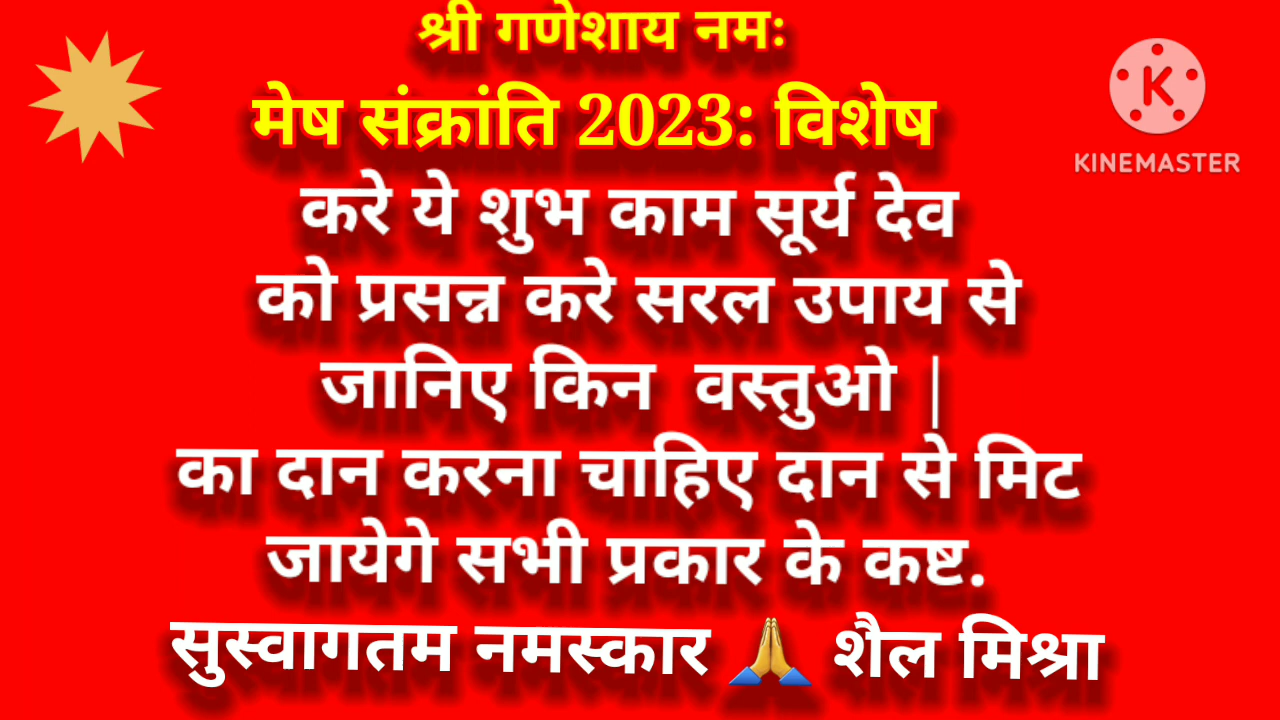 श्री गणेशाय नमः
मेष संक्रांति 2023: विशेष
करे ये शुभ काम सूर्य देव
को प्रसन्न करे सरल उपाय से
जानिए किन वस्तुओ |
का दान करना चाहिए दान से मिट
जायेगे सभी प्रकार के कष्ट.
सुस्वागतम नमस्कार 🙏 शैल मिश्रा
K
KINEMASTER